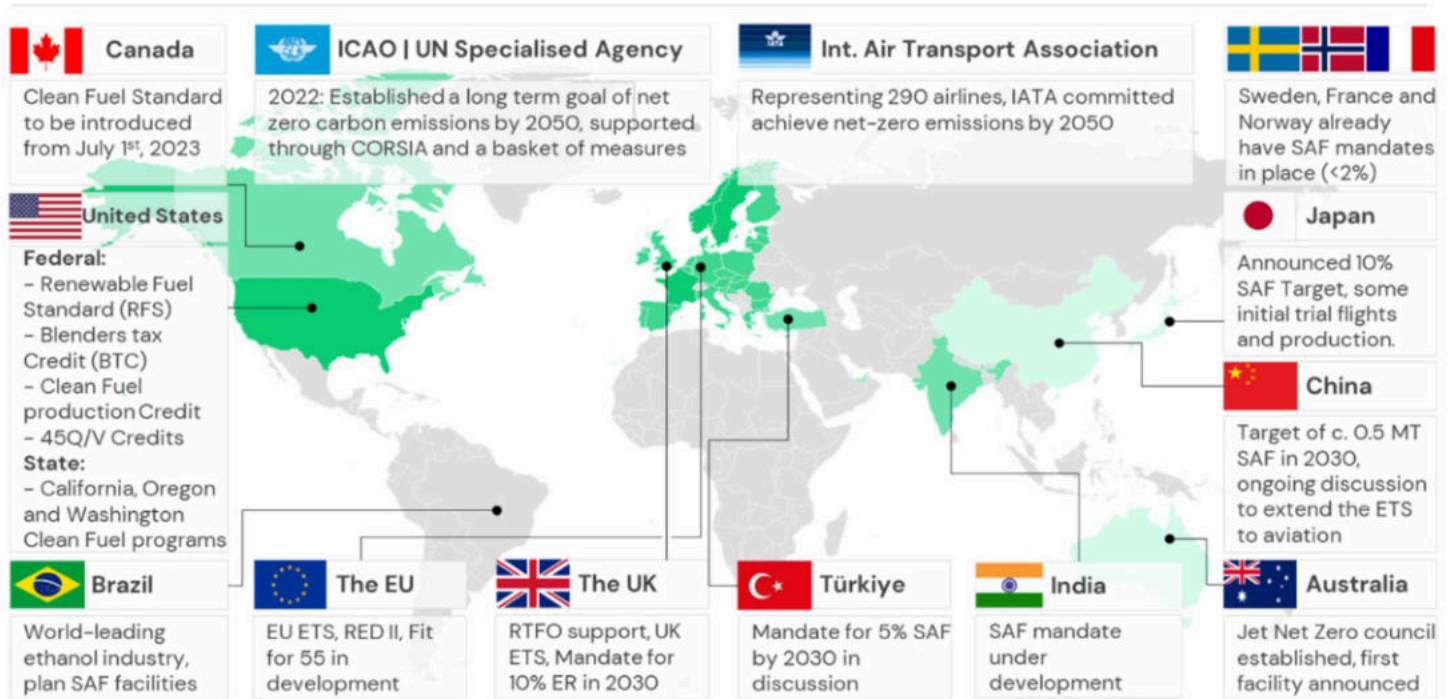 Canada
Clean Fuel Standard
to be introduced
from July 1st, 2023
ICAO | UN Specialised Agency
2022: Established a long term goal of net
zero carbon emissions by 2050, supported
through CORSIA and a basket of measures
IATA
Int. Air Transport Association
Representing 290 airlines, IATA committed
achieve net-zero emissions by 2050
Sweden, France and
Norway already
have SAF mandates
in place (<2%)
United States
Federal:
- Renewable Fuel
Standard (RFS)
- Blenders tax
Credit (BTC)
- Clean Fuel
production Credit
- 45Q/V Credits
State:
- California, Oregon
and Washington
Clean Fuel programs
Japan
Announced 10%
SAF Target, some
initial trial flights
and production.
China
Target of c. 0.5 MT
SAF in 2030,
ongoing discussion
to extend the ETS
to aviation
Brazil
World-leading
ethanol industry,
plan SAF facilities
The EU
EU ETS, RED II, Fit
for 55 in
development
The UK
RTFO support, UK
ETS, Mandate for
10% ER in 2030
Türkiye
Mandate for 5% SAF
by 2030 in
discussion
India
SAF mandate
under
development
Australia
Jet Net Zero council
established, first
facility announced